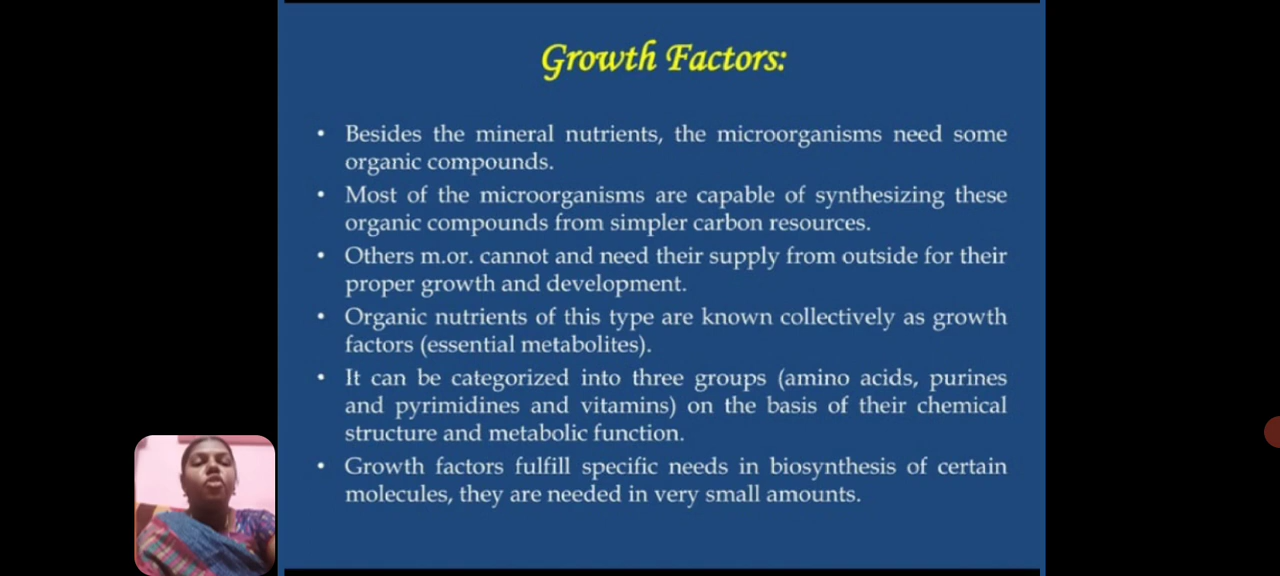 Growth Factors:
• Besides the mineral nutrients, the microorganisms need some
organic compounds.
• Most of the microorganisms are capable of synthesizing these
organic compounds from simpler carbon resources.
• Others m.or. cannot and need their supply from outside for their
proper growth and development.
• Organic nutrients of this type are known collectively as growth
factors (essential metabolites).
• It can be categorized into three groups (amino acids, purines
and pyrimidines and vitamins) on the basis of their chemical
structure and metabolic function.
• Growth factors fulfill specific needs in biosynthesis of certain
molecules, they are needed in very small amounts.